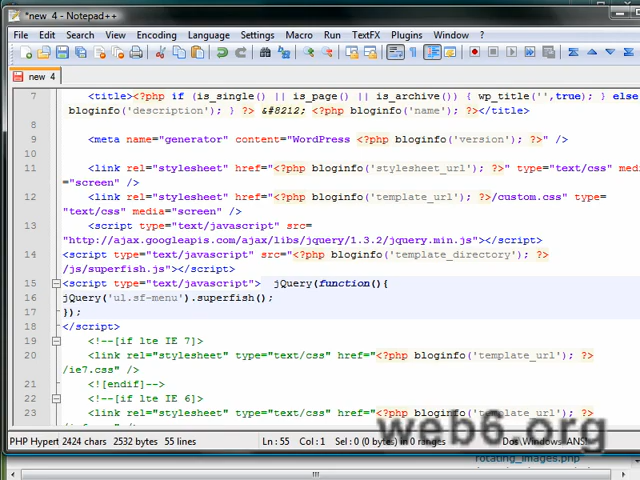 *new 4 - Notepad++
File Edit Search View Encoding Language Settings Macro Run TextFX Plugins Window ?
new 4
7 <title><?php if (is_single() || is_page() || is_archive()) { wp_title('',true); } else
bloginfo('description'); } ?> &#8212; <?php bloginfo('name'); ?></title>
8
9 <meta name="generator" content="WordPress <?php bloginfo('version'); ?>" />
10
11 <link rel="stylesheet" href="<?php bloginfo('stylesheet_url'); ?>" type="text/css" media
="screen" />
12 <link rel="stylesheet" href="<?php bloginfo('template_url'); ?>/custom.css" type=
"text/css" media="screen" />
13 <script type="text/javascript" src=
"http://ajax.googleapis.com/ajax/libs/jquery/1.3.2/jquery.min.js"></script>
14 <script type="text/javascript" src="<?php bloginfo('template_directory'); ?>
/js/superfish.js"></script>
15 <script type="text/javascript"> jQuery(function(){
16 jQuery('ul.sf-menu').superfish();
17 });
18 </script>
19 <!--[if lte IE 7]>
20 <link rel="stylesheet" type="text/css" href="<?php bloginfo('template_url'); ?>
/ie7.css" />
21 <![endif]-->
22 <!--[if lte IE 6]>
23 <link rel="stylesheet" type="text/css" href="<?php bloginfo('template_url'); ?>
web6.org
PHP Hypert 2424 chars 2532 bytes 55 lines Ln : 55 Col : 1 Sel : 0 (0 bytes) in 0 ranges Dos\Windows ANSI
rotating_images.php